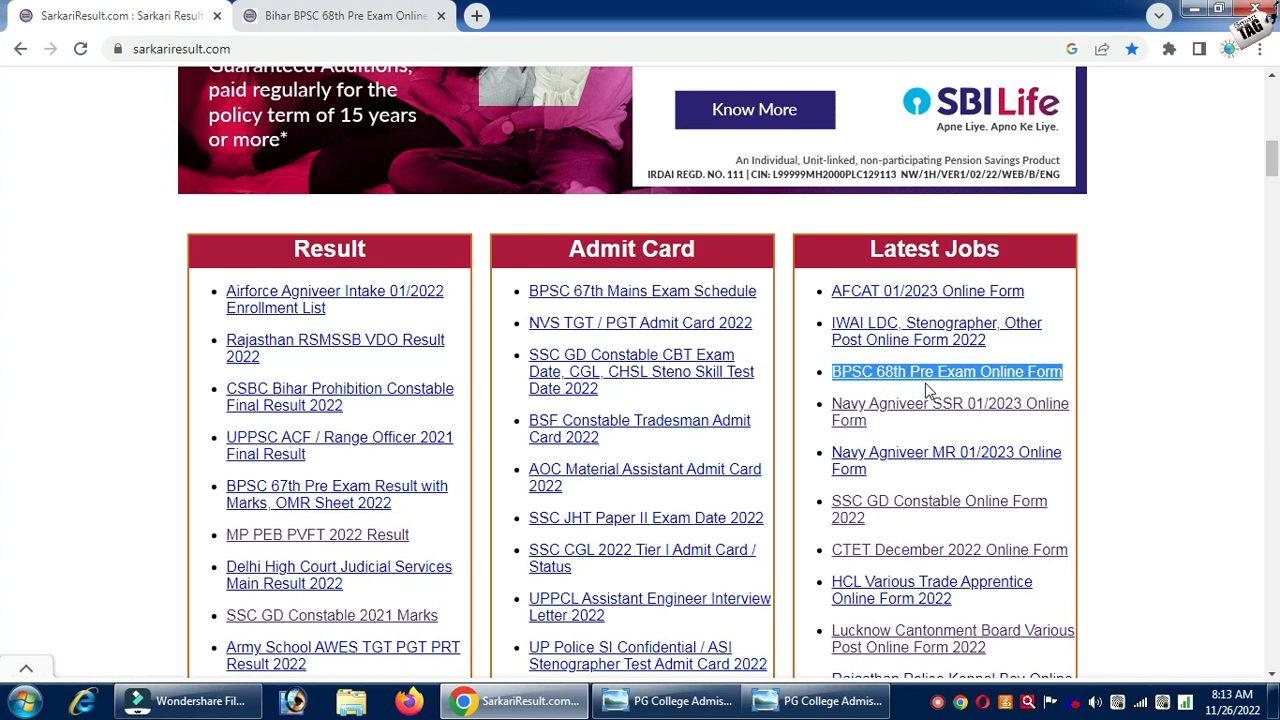 SarkariResult.com : Sarkari Result
Bihar BPSC 68th Pre Exam Online
TAG
sarkariresult.com
Guaranteed Additions,
paid regularly for the
policy term of 15 years
or more*
Know More
SBI Life
Apne Liye. Apno Ke Liye.
An Individual, Unit-linked, non-participating Pension Savings Product
IRDAI REGD. NO. 111 | CIN: L99999MH2000PLC129113 NW/1H/VER1/02/22/WEB/B/ENG
Result
Airforce Agniveer Intake 01/2022
Enrollment List
Rajasthan RSMSSB VDO Result
2022
CSBC Bihar Prohibition Constable
Final Result 2022
UPPSC ACF / Range Officer 2021
Final Result
BPSC 67th Pre Exam Result with
Marks, OMR Sheet 2022
MP PEB PVFT 2022 Result
Delhi High Court Judicial Services
Main Result 2022
SSC GD Constable 2021 Marks
Army School AWES TGT PGT PRT
Result 2022
Admit Card
BPSC 67th Mains Exam Schedule
NVS TGT / PGT Admit Card 2022
SSC GD Constable CBT Exam
Date, CGL, CHSL Steno Skill Test
Date 2022
BSF Constable Tradesman Admit
Card 2022
AOC Material Assistant Admit Card
2022
SSC JHT Paper II Exam Date 2022
SSC CGL 2022 Tier I Admit Card /
Status
UPPCL Assistant Engineer Interview
Letter 2022
UP Police SI Confidential / ASI
Stenographer Test Admit Card 2022
Latest Jobs
AFCAT 01/2023 Online Form
IWAI LDC, Stenographer, Other
Post Online Form 2022
BPSC 68th Pre Exam Online Form
Navy Agniveer SSR 01/2023 Online
Form
Navy Agniveer MR 01/2023 Online
Form
SSC GD Constable Online Form
2022
CTET December 2022 Online Form
HCL Various Trade Apprentice
Online Form 2022
Lucknow Cantonment Board Various
Post Online Form 2022
Wondershare Fil...
SarkariResult.com...
PG College Admis...
PG College Admis...
8:13 AM
11/26/2022